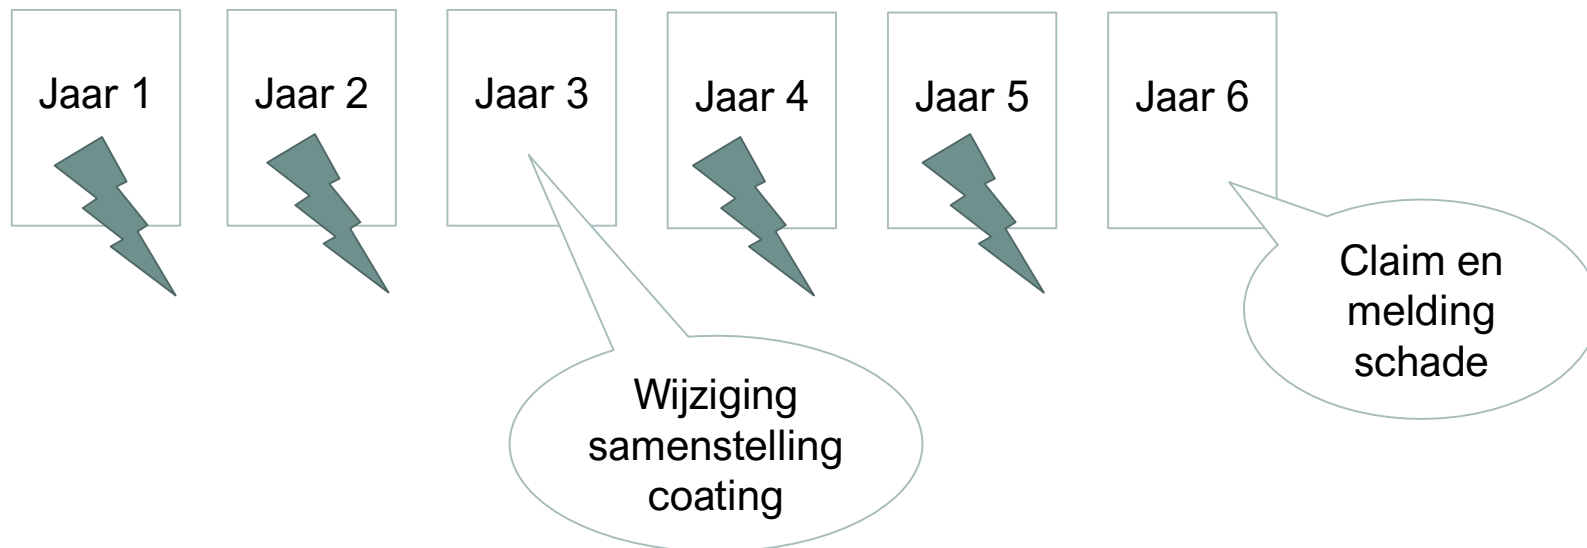 Jaar 1
Jaar 2
Jaar 3
Jaar 4
Jaar 5
Jaar 6
Wijziging
samenstelling
coating
Claim en
melding
schade